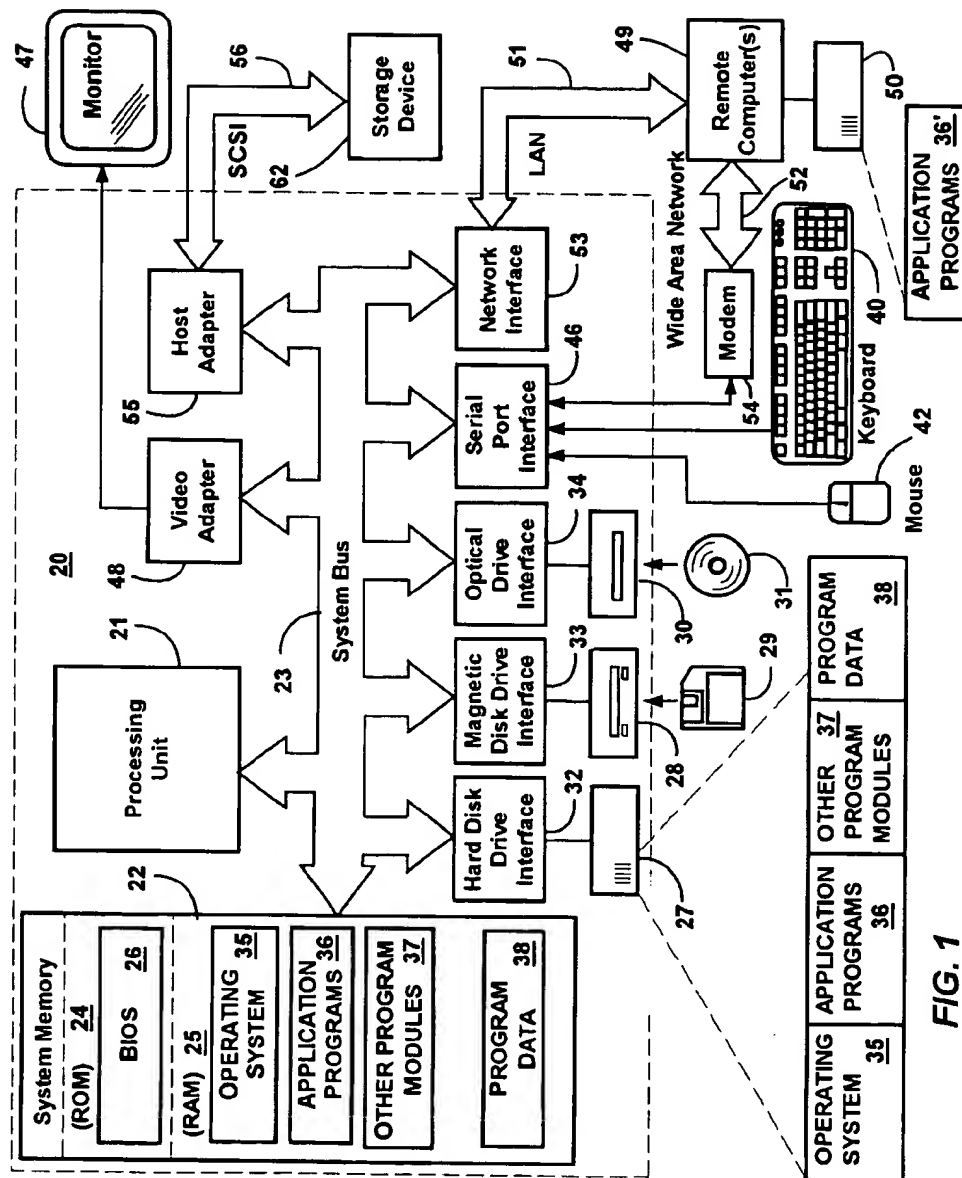 System Memory
(ROM) 24
BIOS 26
(RAM) 25
OPERATING
SYSTEM 35
APPLICATION
PROGRAMS 36
OTHER PROGRAM
MODULES 37
PROGRAM
DATA 38
22
21
Processing
Unit
20
48
Video
Adapter
55
Host
Adapter
47
Monitor
SCSI
56
62
Storage
Device
23
System Bus
Hard Disk
Drive
Interface
32
Magnetic
Disk Drive
Interface
33
Optical
Drive
Interface
34
Serial
Port
Interface
46
Network
Interface
53
LAN
51
27
28
29
30
31
Mouse
42
Keyboard
40
54
Modem
Wide Area Network
52
49
Remote
Computer(s)
50
APPLICATION
PROGRAMS 36'
OPERATING
SYSTEM 35
APPLICATION
PROGRAMS
36
OTHER 37
PROGRAM
MODULES
PROGRAM
DATA 38
FIG. 1